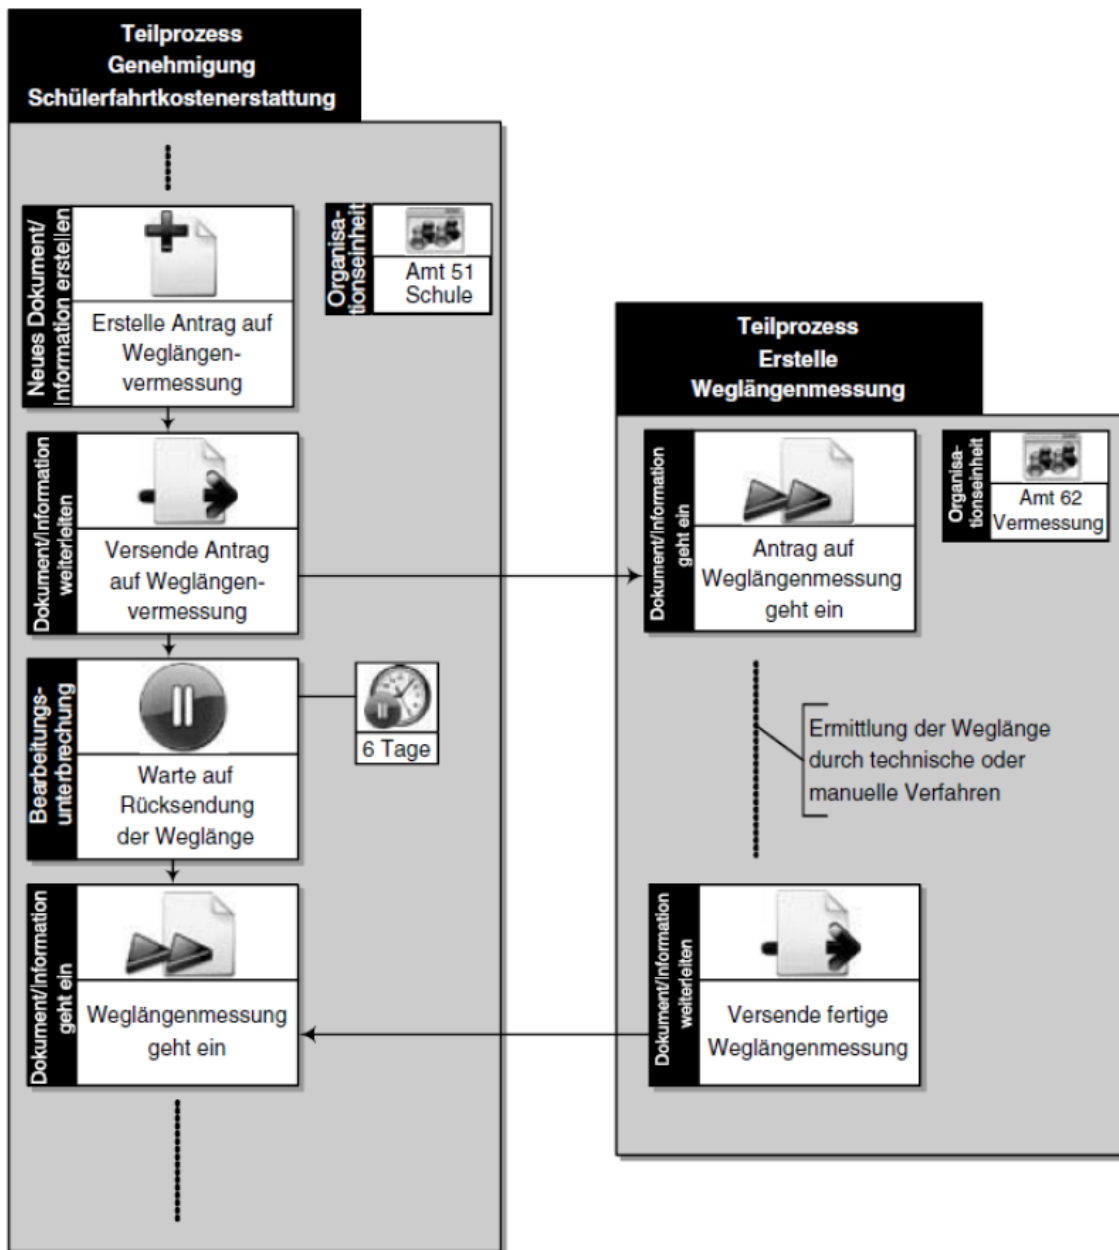 Teilprozess
Genehmigung
Schülerfahrtkostenerstattung
Neues Dokument/
Information erstellen
Erstelle Antrag auf
Weglängen-
vermessung
Organisa-
tionseinheit
Amt 51
Schule
Dokument/Information
weiterleiten
Versende Antrag
auf Weglängen-
vermessung
Bearbeitungs-
unterbrechung
Warte auf
Rücksendung
der Weglänge
6 Tage
Dokument/Information
geht ein
Weglängenmessung
geht ein
Teilprozess
Erstelle
Weglängenmessung
Dokument/Information
geht ein
Antrag auf
Weglängenmessung
geht ein
Organisa-
tionseinheit
Amt 62
Vermessung
Ermittlung der Weglänge
durch technische oder
manuelle Verfahren
Dokument/Information
weiterleiten
Versende fertige
Weglängenmessung